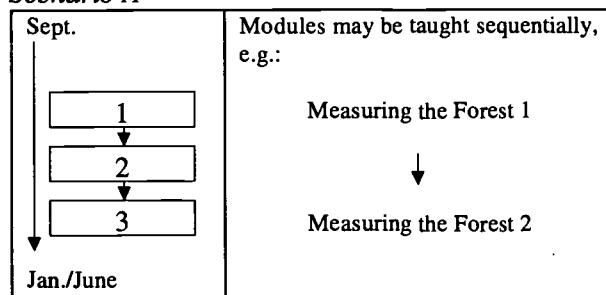 Sept.
1
2
3
Jan./June
Modules may be taught sequentially,
e.g.:
Measuring the Forest 1
Measuring the Forest 2